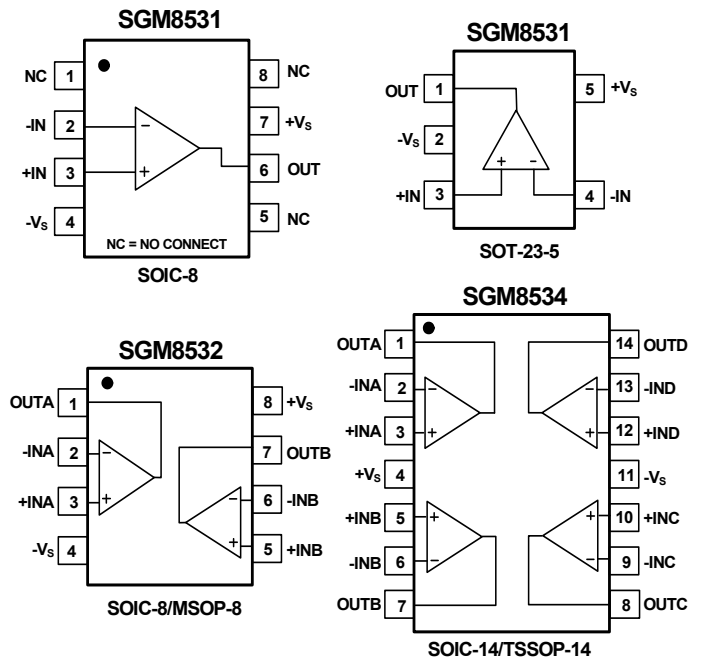 SGM8531
NC 1 8 NC
-IN 2 − 7 +VS
+IN 3 + 6 OUT
-VS 4 5 NC
NC = NO CONNECT
SOIC-8
SGM8531
OUT 1 5 +VS
-VS 2
+ −
+IN 3 4 -IN
SOT-23-5
SGM8532
OUTA 1 8 +VS
-INA 2 − 7 OUTB
+INA 3 + − 6 -INB
-VS 4 + 5 +INB
SOIC-8/MSOP-8
SGM8534
OUTA 1 14 OUTD
-INA 2 − − 13 -IND
+INA 3 + + 12 +IND
+VS 4 11 -VS
+INB 5 + + 10 +INC
-INB 6 − − 9 -INC
OUTB 7 8 OUTC
SOIC-14/TSSOP-14